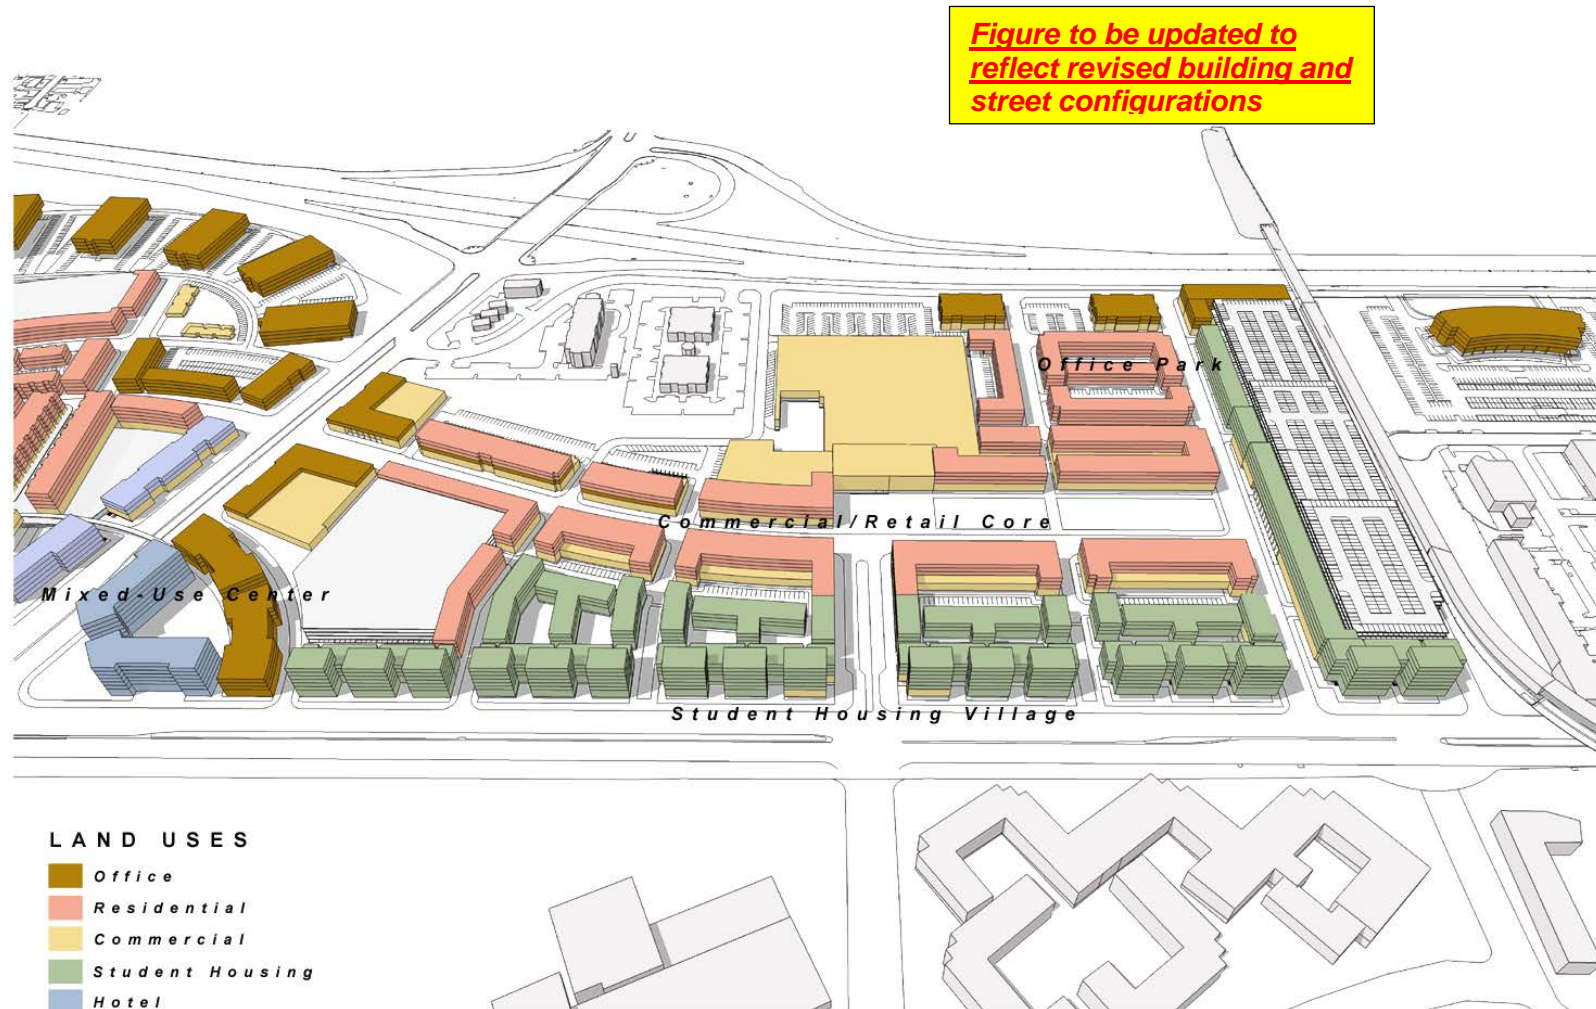 Figure to be updated to
reflect revised building and
street configurations
Office Park
Commercial/Retail Core
Mixed-Use Center
Student Housing Village
LAND USES
Office
Residential
Commercial
Student Housing
Hotel